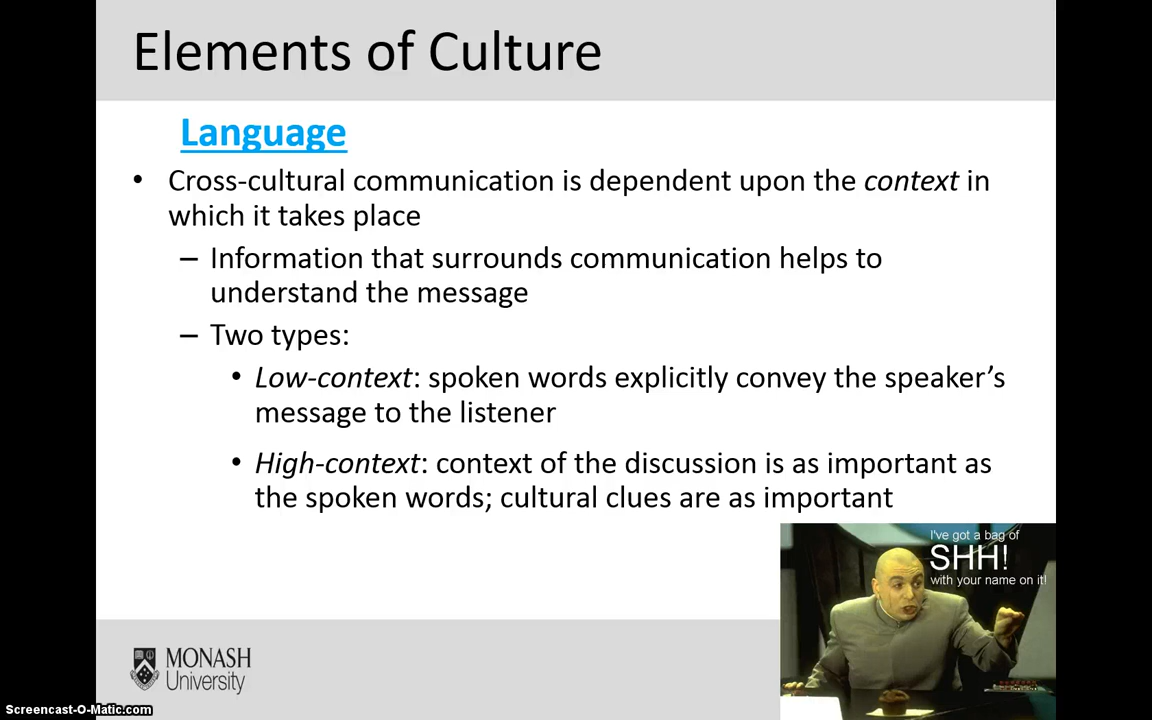 Elements of Culture
Language
• Cross-cultural communication is dependent upon the context in
which it takes place
– Information that surrounds communication helps to
understand the message
– Two types:
• Low-context: spoken words explicitly convey the speaker’s
message to the listener
• High-context: context of the discussion is as important as
the spoken words; cultural clues are as important
I've got a bag of
SHH!
with your name on it!
MONASH
University
Screencast-O-Matic.com